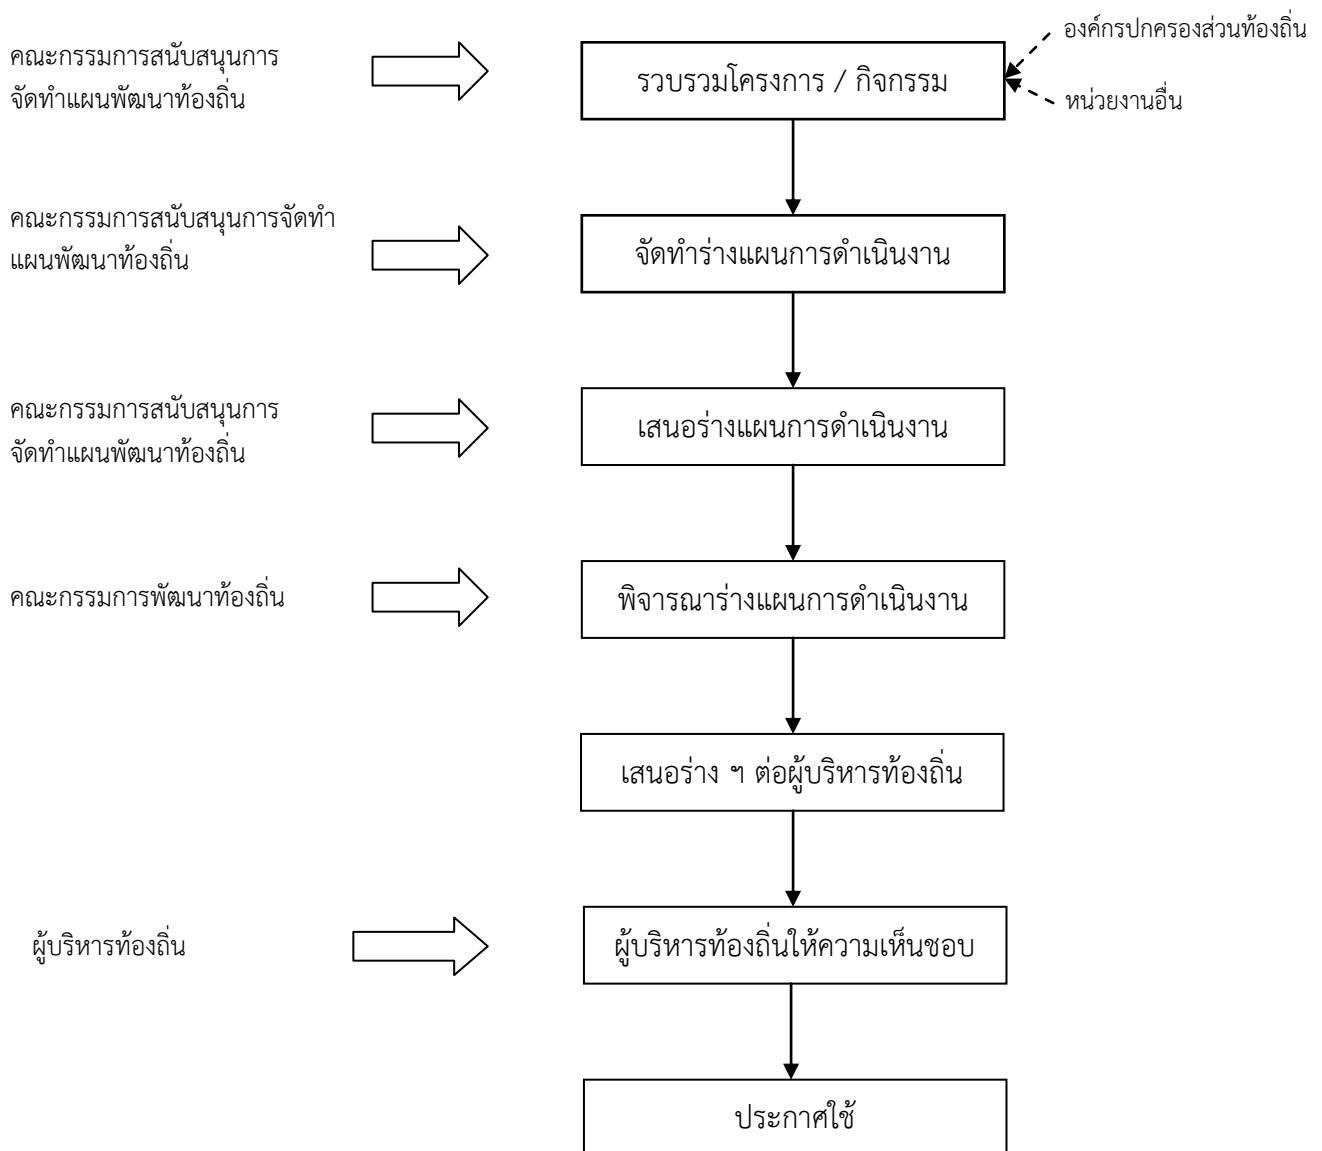 องค์กรปกครองส่วนท้องถิ่น
คณะกรรมการสนับสนุนการ
จัดทำแผนพัฒนาท้องถิ่น
รวบรวมโครงการ / กิจกรรม
หน่วยงานอื่น
คณะกรรมการสนับสนุนการจัดทำ
แผนพัฒนาท้องถิ่น
จัดทำร่างแผนการดำเนินงาน
คณะกรรมการสนับสนุนการ
จัดทำแผนพัฒนาท้องถิ่น
เสนอร่างแผนการดำเนินงาน
คณะกรรมการพัฒนาท้องถิ่น
พิจารณาร่างแผนการดำเนินงาน
เสนอร่าง ฯ ต่อผู้บริหารท้องถิ่น
ผู้บริหารท้องถิ่น
ผู้บริหารท้องถิ่นให้ความเห็นชอบ
ประกาศใช้